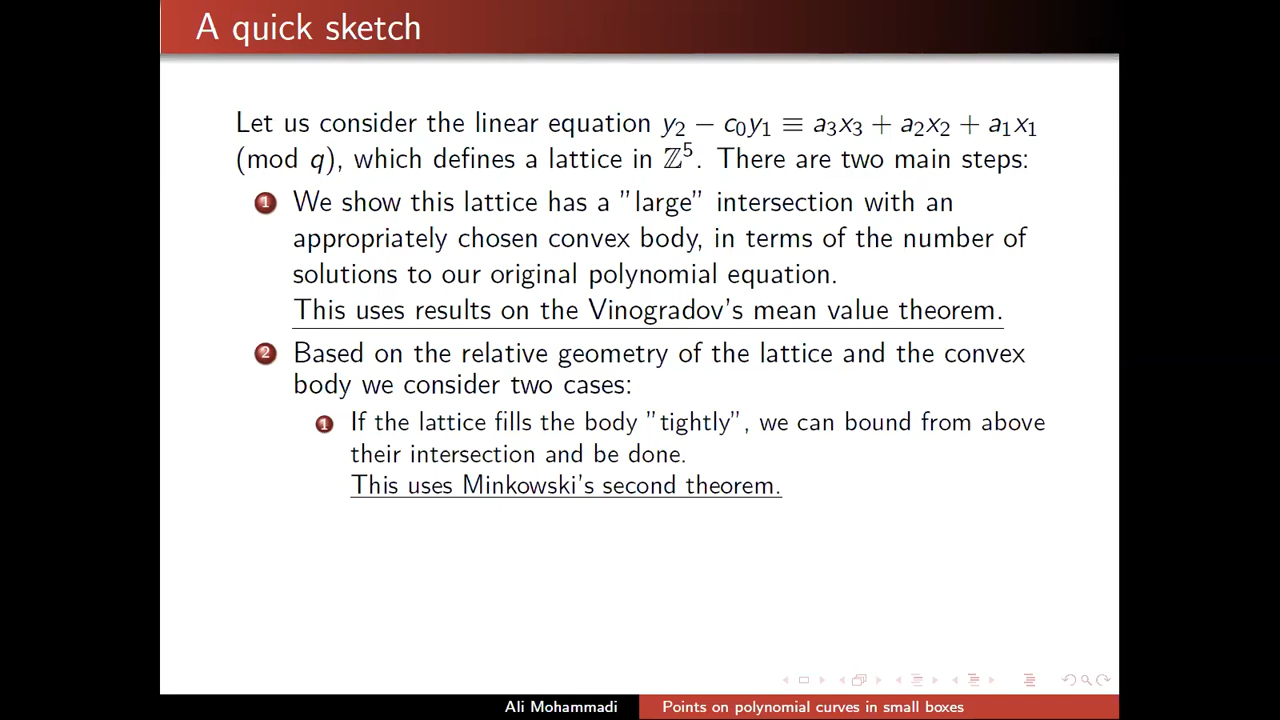 A quick sketch
Let us consider the linear equation y₂ − c₀y₁ ≡ a₃x₃ + a₂x₂ + a₁x₁
(mod q), which defines a lattice in ℤ⁵. There are two main steps:
1 We show this lattice has a ”large” intersection with an
appropriately chosen convex body, in terms of the number of
solutions to our original polynomial equation.
This uses results on the Vinogradov's mean value theorem.
2 Based on the relative geometry of the lattice and the convex
body we consider two cases:
1 If the lattice fills the body ”tightly”, we can bound from above
their intersection and be done.
This uses Minkowski's second theorem.
Ali Mohammadi
Points on polynomial curves in small boxes